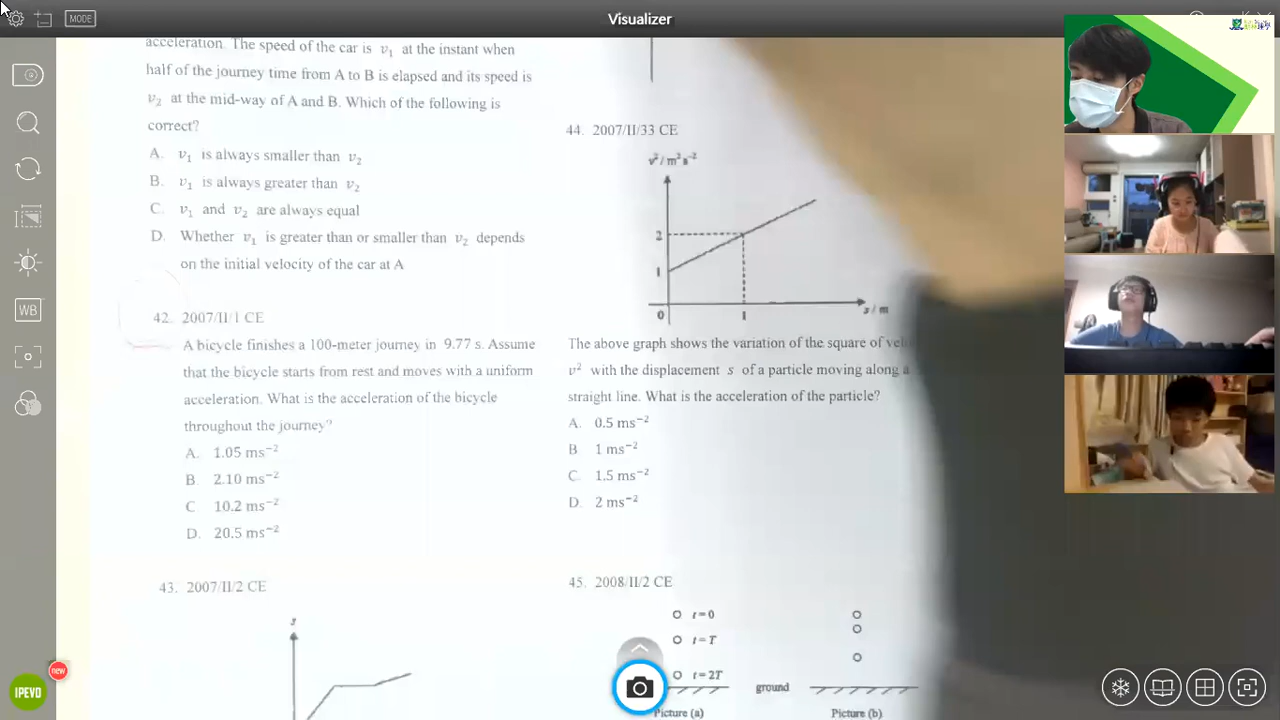 MODE
Visualizer
acceleration. The speed of the car is v₁ at the instant when
half of the journey time from A to B is elapsed and its speed is
v₂ at the mid-way of A and B. Which of the following is
correct?
A. v₁ is always smaller than v₂
B. v₁ is always greater than v₂
C. v₁ and v₂ are always equal
D. Whether v₁ is greater than or smaller than v₂ depends
on the initial velocity of the car at A
42. 2007/II/1 CE
A bicycle finishes a 100-meter journey in 9.77 s. Assume
that the bicycle starts from rest and moves with a uniform
acceleration. What is the acceleration of the bicycle
throughout the journey?
A. 1.05 ms⁻²
B 2.10 ms⁻²
C 10.2 ms⁻²
D. 20.5 ms⁻²
43. 2007/II/2 CE
s
44. 2007/II/33 CE
v²/ m² s⁻²
2
1
0
1
s / m
The above graph shows the variation of the square of
v² with the displacement s of a particle moving along a
straight line. What is the acceleration of the particle?
A. 0.5 ms⁻²
B 1 ms⁻²
C. 1.5 ms⁻²
D. 2 ms⁻²
45. 2008/II/2 CE
t = 0
t = T
t = 2T
ground
Picture (a)
Picture (b)
WB
new
IPEVO